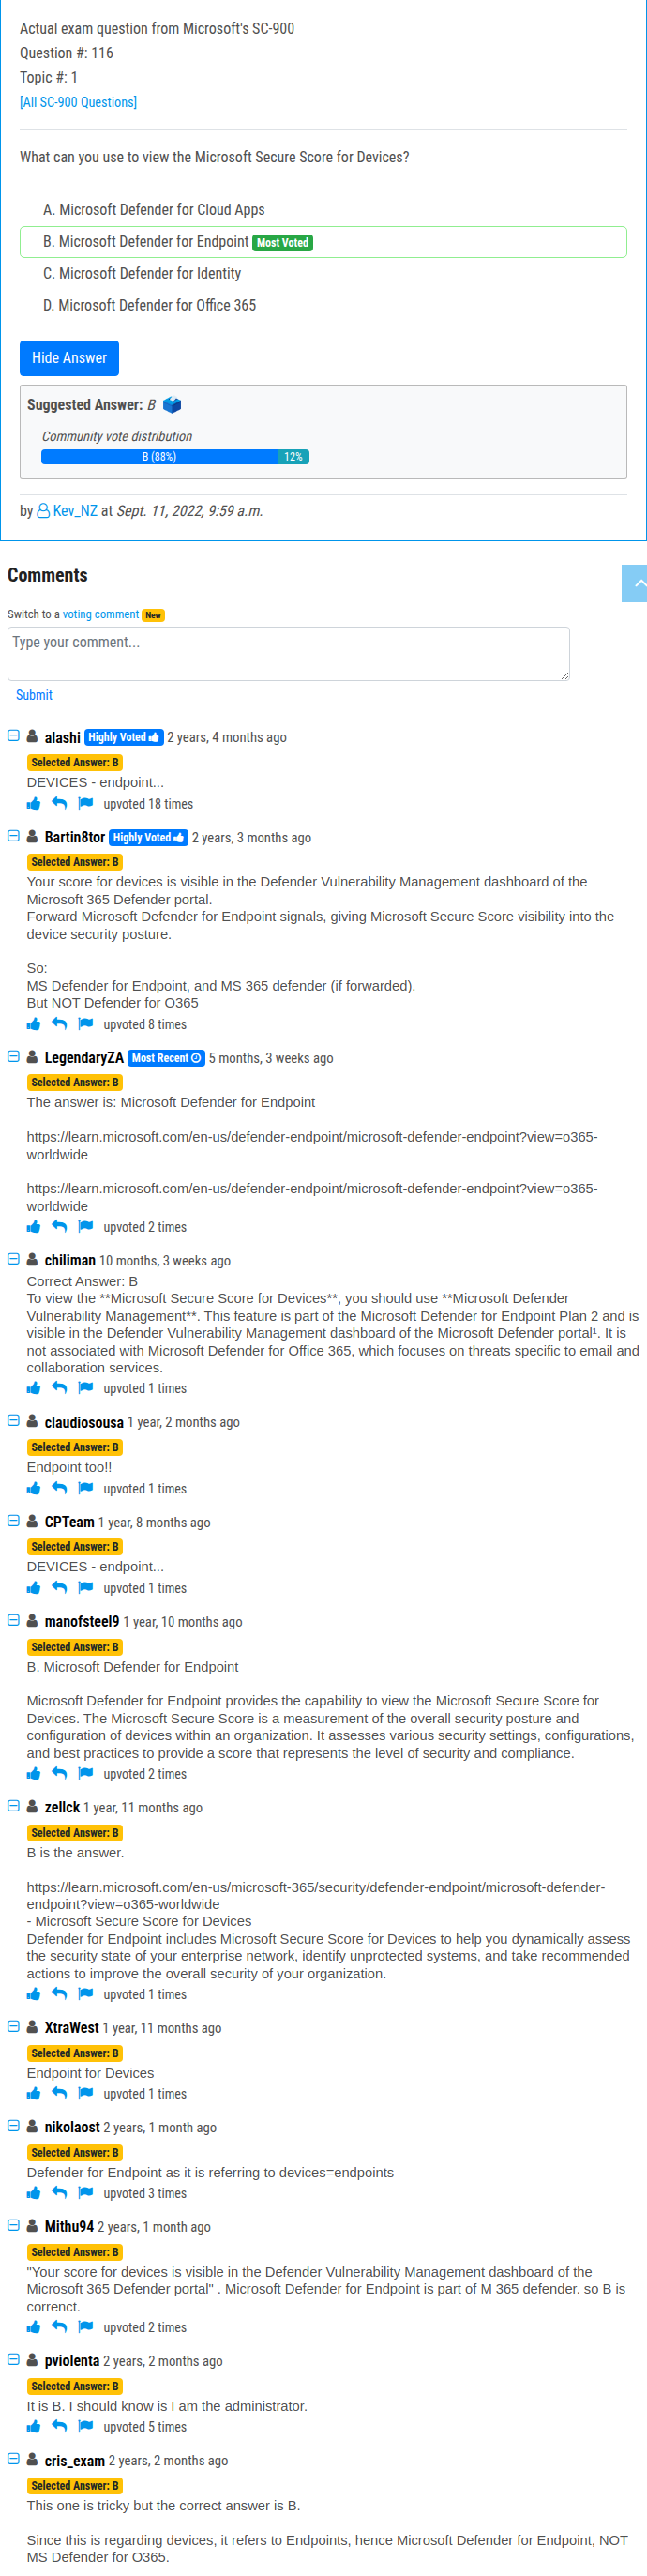 Actual exam question from Microsoft's SC-900
Question #: 116
Topic #: 1
[All SC-900 Questions]
What can you use to view the Microsoft Secure Score for Devices?
A. Microsoft Defender for Cloud Apps
B. Microsoft Defender for Endpoint Most Voted
C. Microsoft Defender for Identity
D. Microsoft Defender for Office 365
Hide Answer
Suggested Answer: B
Community vote distribution
B (88%) 12%
by Kev_NZ at Sept. 11, 2022, 9:59 a.m.
Comments
Switch to a voting comment New
Type your comment...
Submit
alashi Highly Voted 2 years, 4 months ago
Selected Answer: B
DEVICES - endpoint...
upvoted 18 times
Bartin8tor Highly Voted 2 years, 3 months ago
Selected Answer: B
Your score for devices is visible in the Defender Vulnerability Management dashboard of the
Microsoft 365 Defender portal.
Forward Microsoft Defender for Endpoint signals, giving Microsoft Secure Score visibility into the
device security posture.
So:
MS Defender for Endpoint, and MS 365 defender (if forwarded).
But NOT Defender for O365
upvoted 8 times
LegendaryZA Most Recent 5 months, 3 weeks ago
Selected Answer: B
The answer is: Microsoft Defender for Endpoint
https://learn.microsoft.com/en-us/defender-endpoint/microsoft-defender-endpoint?view=o365-
worldwide
https://learn.microsoft.com/en-us/defender-endpoint/microsoft-defender-endpoint?view=o365-
worldwide
upvoted 2 times
chiliman 10 months, 3 weeks ago
Correct Answer: B
To view the **Microsoft Secure Score for Devices**, you should use **Microsoft Defender
Vulnerability Management**. This feature is part of the Microsoft Defender for Endpoint Plan 2 and is
visible in the Defender Vulnerability Management dashboard of the Microsoft Defender portal¹. It is
not associated with Microsoft Defender for Office 365, which focuses on threats specific to email and
collaboration services.
upvoted 1 times
claudiosousa 1 year, 2 months ago
Selected Answer: B
Endpoint too!!
upvoted 1 times
CPTeam 1 year, 8 months ago
Selected Answer: B
DEVICES - endpoint...
upvoted 1 times
manofsteel9 1 year, 10 months ago
Selected Answer: B
B. Microsoft Defender for Endpoint
Microsoft Defender for Endpoint provides the capability to view the Microsoft Secure Score for
Devices. The Microsoft Secure Score is a measurement of the overall security posture and
configuration of devices within an organization. It assesses various security settings, configurations,
and best practices to provide a score that represents the level of security and compliance.
upvoted 2 times
zellck 1 year, 11 months ago
Selected Answer: B
B is the answer.
https://learn.microsoft.com/en-us/microsoft-365/security/defender-endpoint/microsoft-defender-
endpoint?view=o365-worldwide
- Microsoft Secure Score for Devices
Defender for Endpoint includes Microsoft Secure Score for Devices to help you dynamically assess
the security state of your enterprise network, identify unprotected systems, and take recommended
actions to improve the overall security of your organization.
upvoted 1 times
XtraWest 1 year, 11 months ago
Selected Answer: B
Endpoint for Devices
upvoted 1 times
nikolaost 2 years, 1 month ago
Selected Answer: B
Defender for Endpoint as it is referring to devices=endpoints
upvoted 3 times
Mithu94 2 years, 1 month ago
Selected Answer: B
"Your score for devices is visible in the Defender Vulnerability Management dashboard of the
Microsoft 365 Defender portal" . Microsoft Defender for Endpoint is part of M 365 defender. so B is
correnct.
upvoted 2 times
pviolenta 2 years, 2 months ago
Selected Answer: B
It is B. I should know is I am the administrator.
upvoted 5 times
cris_exam 2 years, 2 months ago
Selected Answer: B
This one is tricky but the correct answer is B.
Since this is regarding devices, it refers to Endpoints, hence Microsoft Defender for Endpoint, NOT
MS Defender for O365.